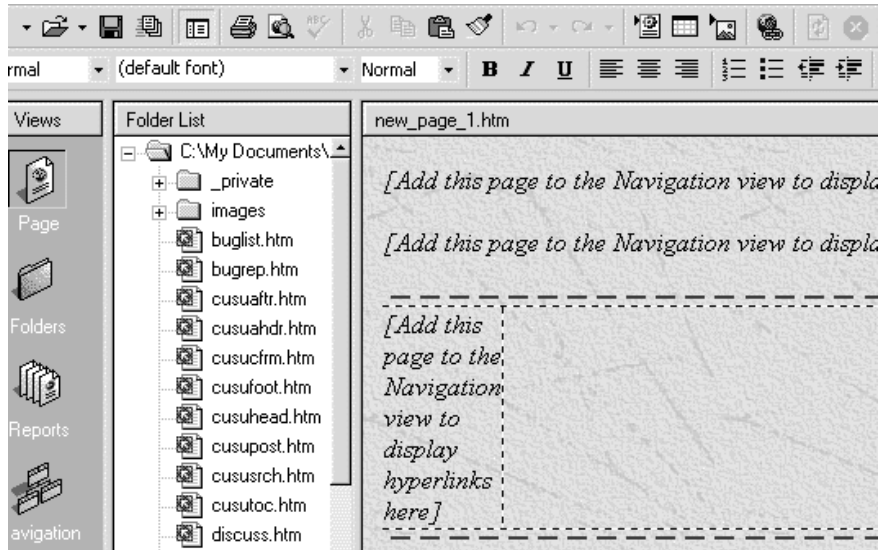 rmal (default font) Normal B I U
Views
Page
Folders
Reports
avigation
Folder List
C:\My Documents\
_private
images
buglist.htm
bugrep.htm
cusuaftr.htm
cusuahdr.htm
cusucfrm.htm
cusufoot.htm
cusuhead.htm
cusupost.htm
cususrch.htm
cusutoc.htm
discuss.htm
new_page_1.htm
[Add this page to the Navigation view to displa
[Add this page to the Navigation view to displa
[Add this
page to the
Navigation
view to
display
hyperlinks
here]